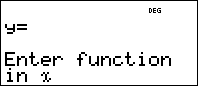 DEG
y=
Enter function
in x